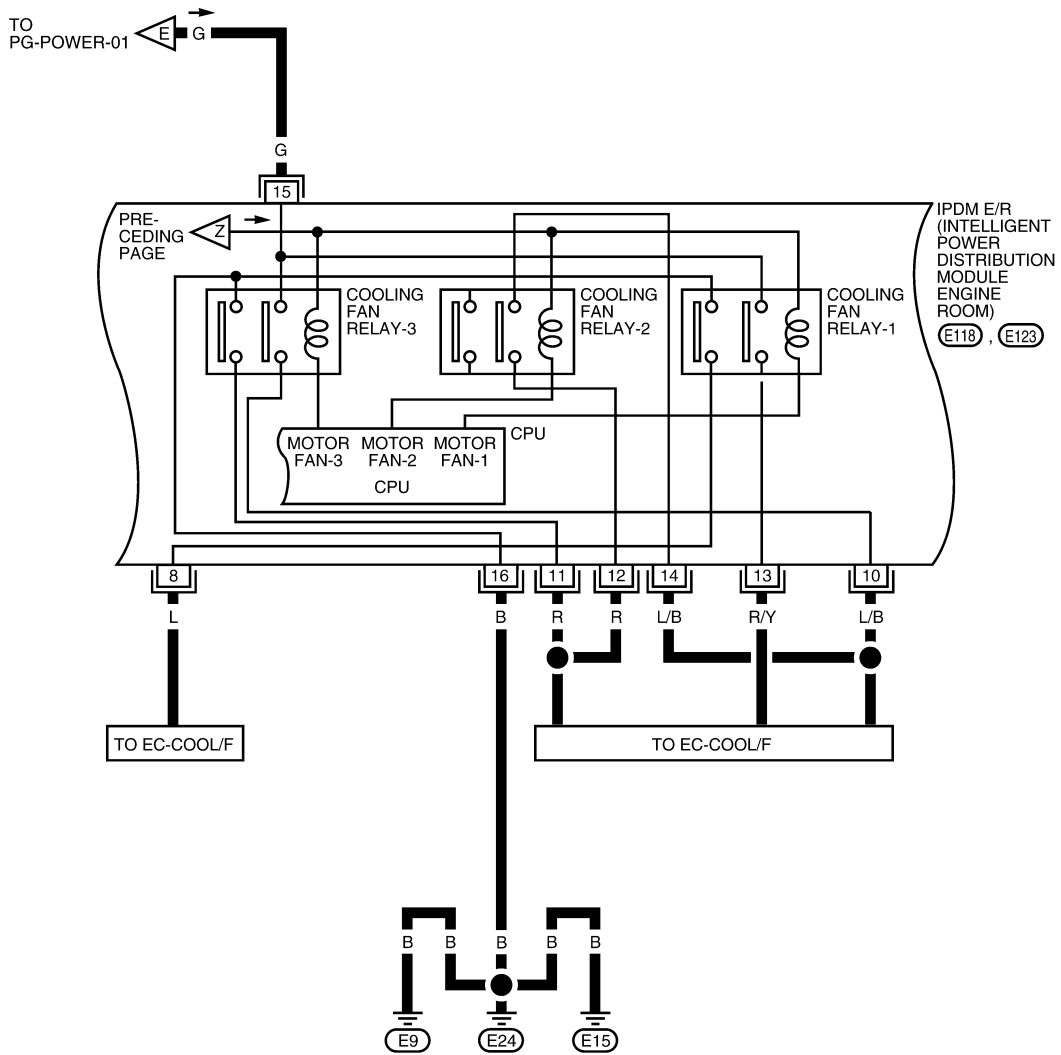 TO
PG-POWER-01
E
G
G
15
PRE-
CEDING
PAGE
Z
IPDM E/R
(INTELLIGENT
POWER
DISTRIBUTION
MODULE
ENGINE
ROOM)
E118 , E123
COOLING
FAN
RELAY-3
COOLING
FAN
RELAY-2
COOLING
FAN
RELAY-1
CPU
MOTOR
FAN-3
MOTOR
FAN-2
MOTOR
FAN-1
CPU
8 16 11 12 14 13 10
L B R R L/B R/Y L/B
TO EC-COOL/F
TO EC-COOL/F
B B B B B
E9 E24 E15